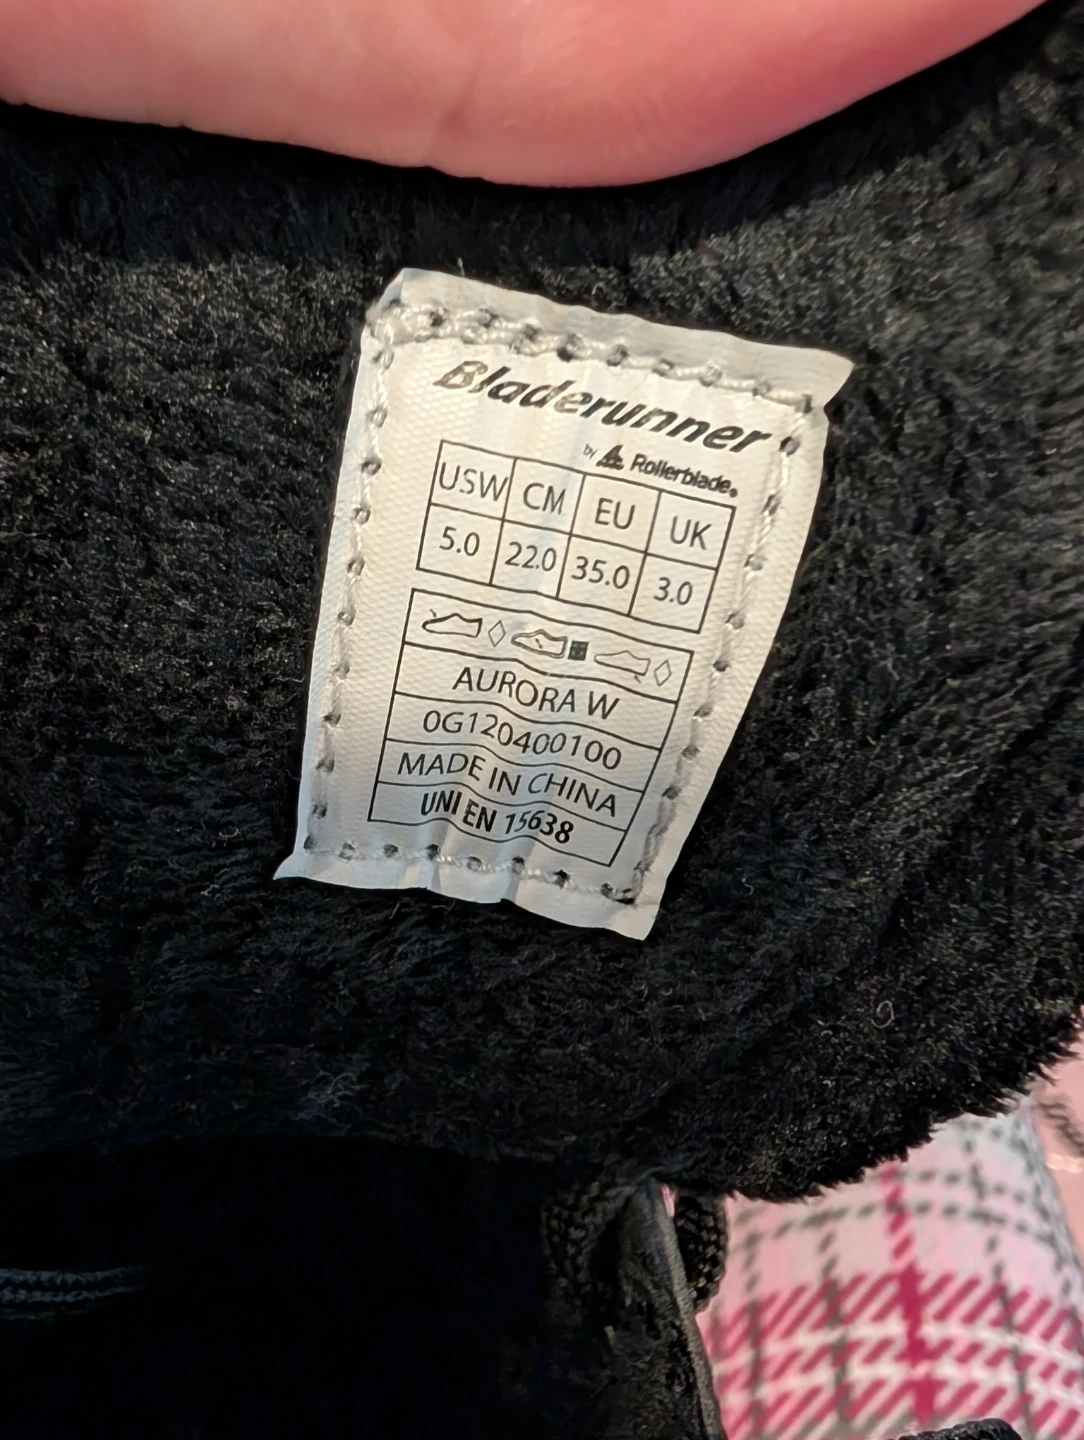 Bladerunner
by Rollerblade®
USW CM EU UK
5.0 22.0 35.0 3.0
AURORA W
0G120400100
MADE IN CHINA
UNI EN 15638